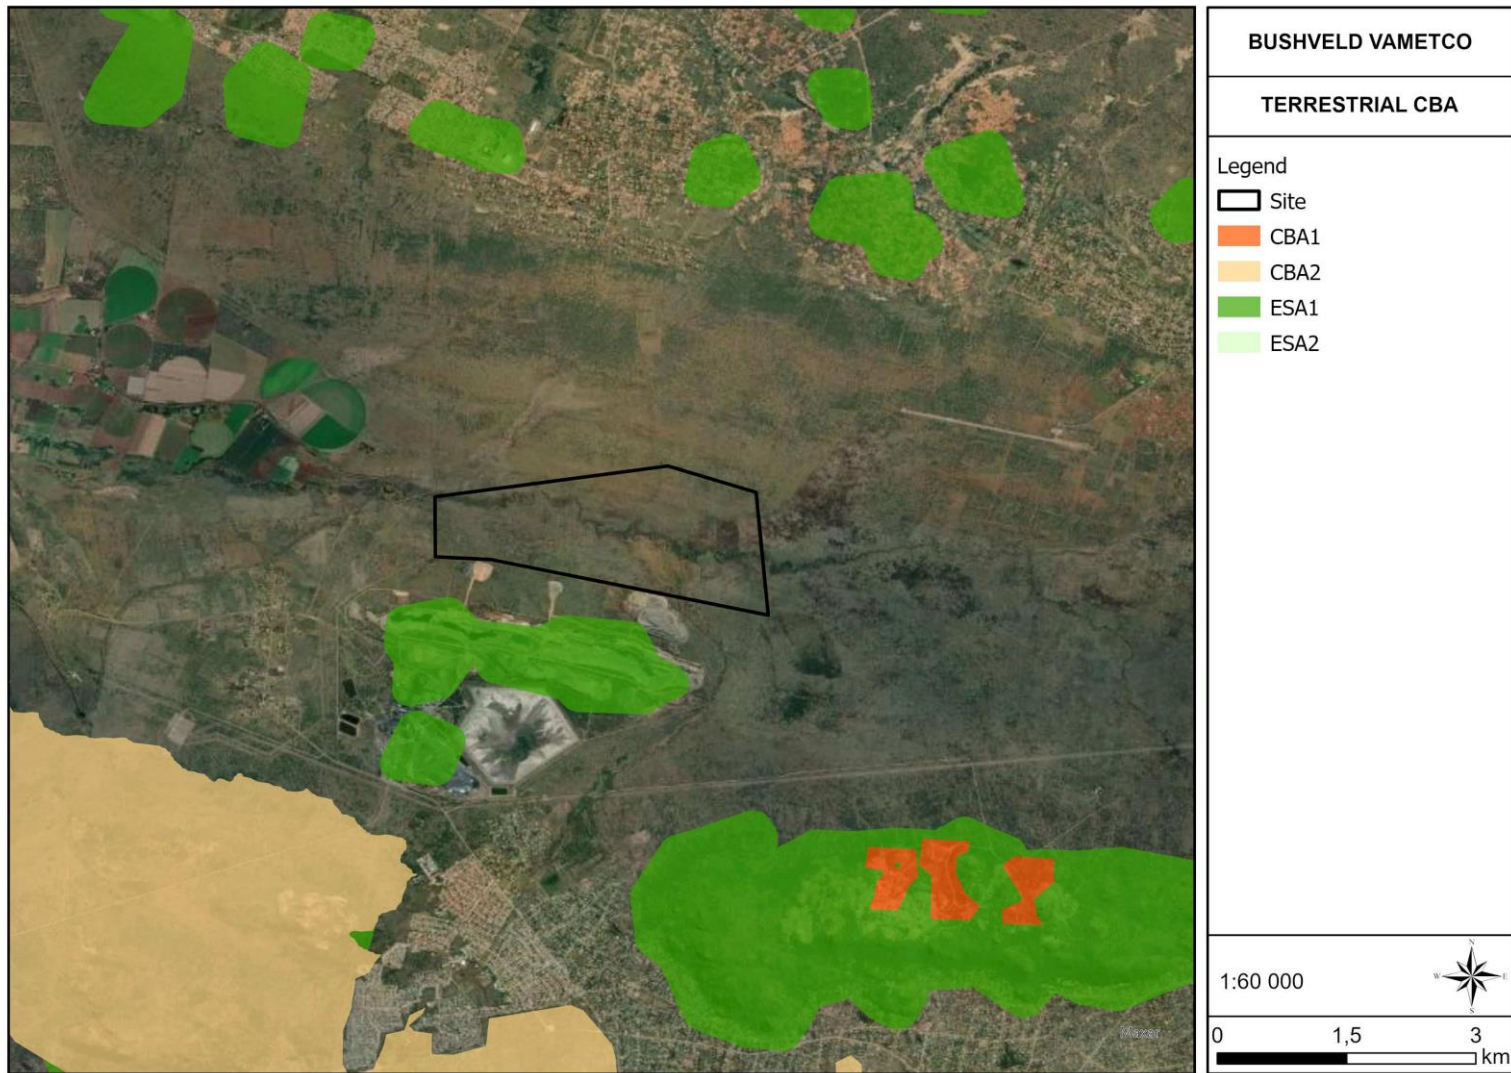 BUSHVELD VAMETCO
TERRESTRIAL CBA
Legend
Site
CBA1
CBA2
ESA1
ESA2
1:60 000
N
W E
S
0 1,5 3
km
Maxar